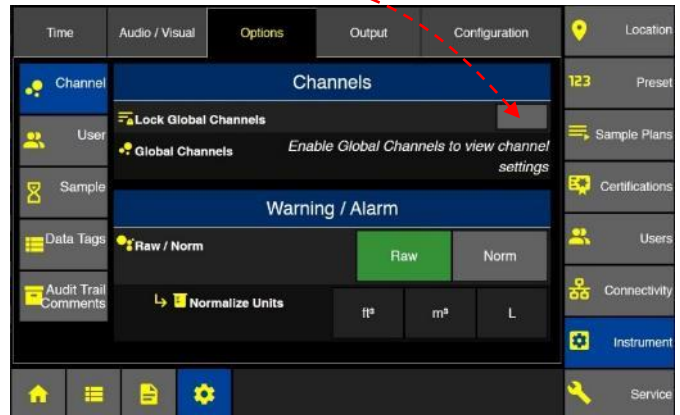 Time
Audio / Visual
Options
Output
Configuration
Location
Channel
Channels
123
Preset
Lock Global Channels
User
Global Channels
Enable Global Channels to view channel
settings
Sample Plans
Sample
Certifications
Warning / Alarm
Data Tags
Raw / Norm
Raw
Norm
Users
Audit Trail
Comments
Normalize Units
ft³
m³
L
Connectivity
Instrument
Service